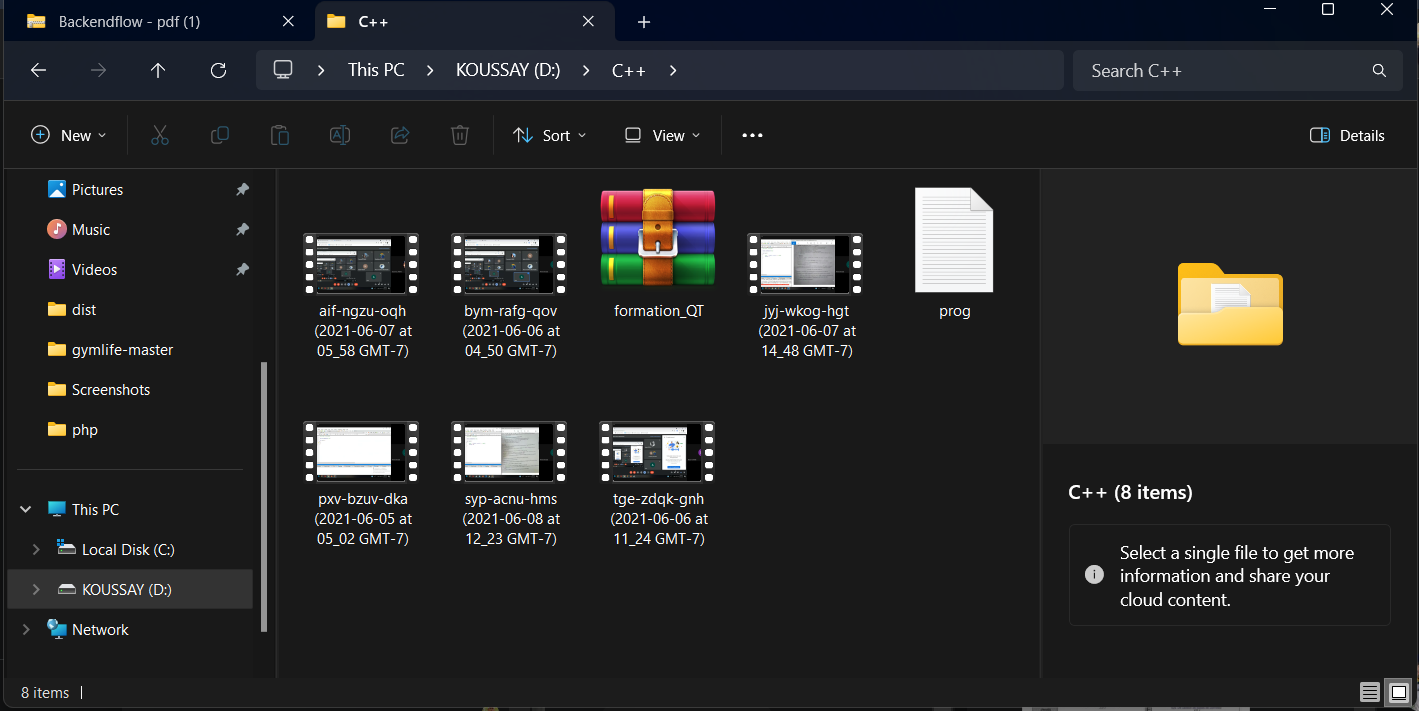 Backendflow - pdf (1)
C++
This PC
KOUSSAY (D:)
C++
Search C++
New
Sort
View
Details
Pictures
Music
Videos
dist
gymlife-master
Screenshots
php
This PC
Local Disk (C:)
KOUSSAY (D:)
Network
aif-ngzu-oqh
(2021-06-07 at
05_58 GMT-7)
bym-rafg-qov
(2021-06-06 at
04_50 GMT-7)
formation_QT
jyj-wkog-hgt
(2021-06-07 at
14_48 GMT-7)
prog
pxv-bzuv-dka
(2021-06-05 at
05_02 GMT-7)
syp-acnu-hms
(2021-06-08 at
12_23 GMT-7)
tge-zdqk-gnh
(2021-06-06 at
11_24 GMT-7)
C++ (8 items)
Select a single file to get more
information and share your
cloud content.
8 items